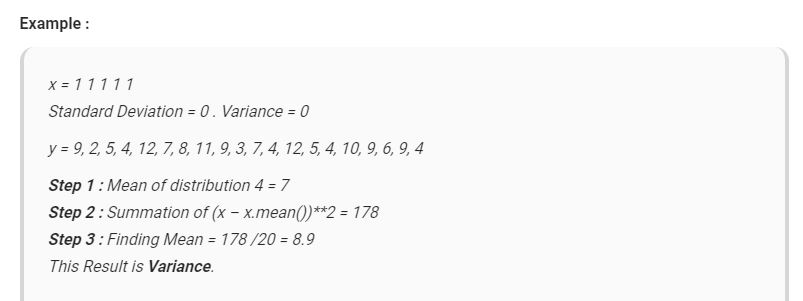 Example :
x = 1 1 1 1 1
Standard Deviation = 0 . Variance = 0
y = 9, 2, 5, 4, 12, 7, 8, 11, 9, 3, 7, 4, 12, 5, 4, 10, 9, 6, 9, 4
Step 1 : Mean of distribution 4 = 7
Step 2 : Summation of (x – x.mean())**2 = 178
Step 3 : Finding Mean = 178 /20 = 8.9
This Result is Variance.